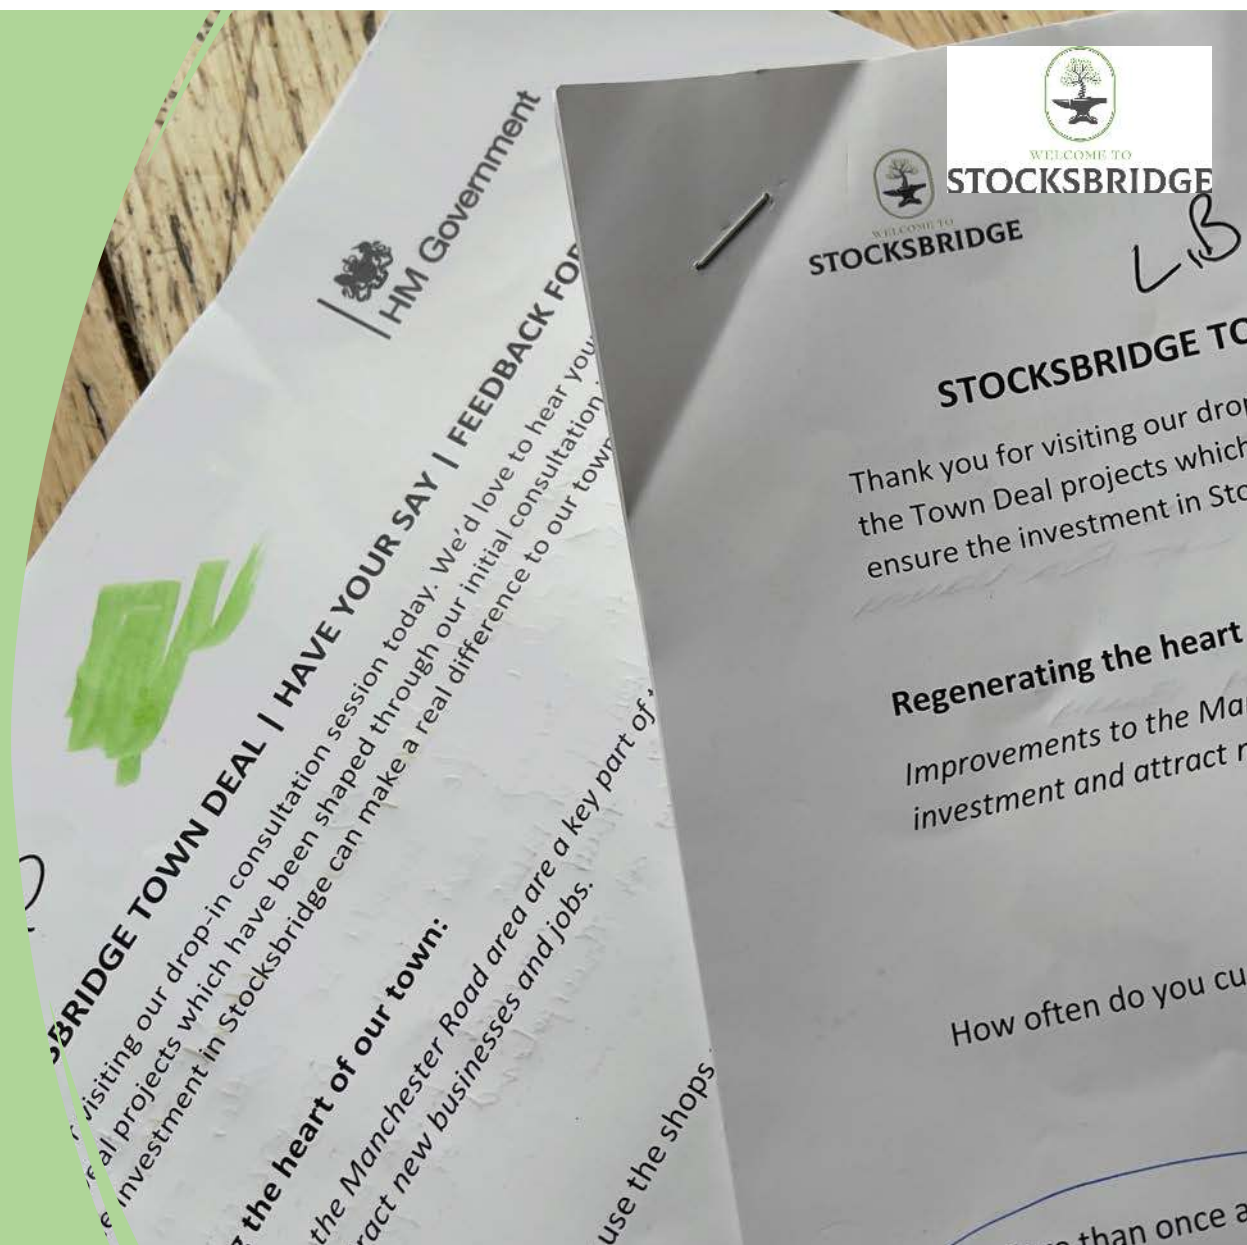 HM Government
SBRIDGE TOWN DEAL | HAVE YOUR SAY | FEEDBACK FOR
visiting our drop-in consultation session today. We'd love to hear you
al projects which have been shaped through our initial consultation
investment in Stocksbridge can make a real difference to our town
the heart of our town:
the Manchester Road area are a key part of
ract new businesses and jobs.
use the shops
WELCOME TO
STOCKSBRIDGE
WELCOME TO
STOCKSBRIDGE
LiB
STOCKSBRIDGE TO
Thank you for visiting our drop
the Town Deal projects which
ensure the investment in Sto
Regenerating the heart
Improvements to the Ma
investment and attract
How often do you cu
than once a